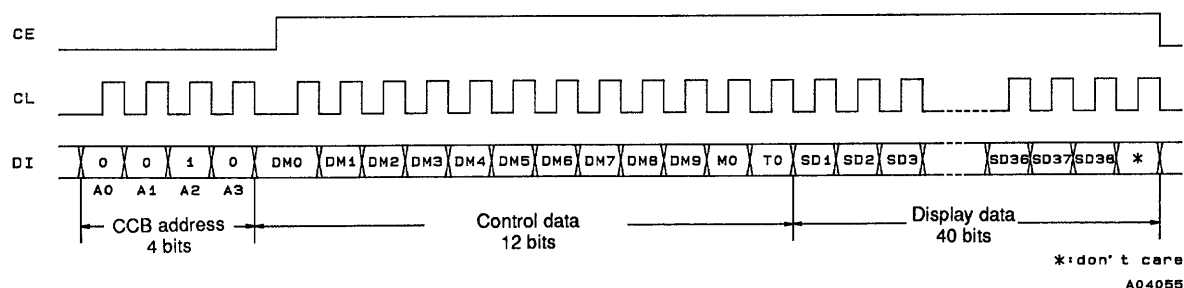 CE
CL
DI 0 0 1 0 DM0 DM1 DM2 DM3 DM4 DM5 DM6 DM7 DM8 DM9 M0 T0 SD1 SD2 SD3 SD36 SD37 SD38 *
A0 A1 A2 A3
CCB address
4 bits
Control data
12 bits
Display data
40 bits
*:don't care
A04055